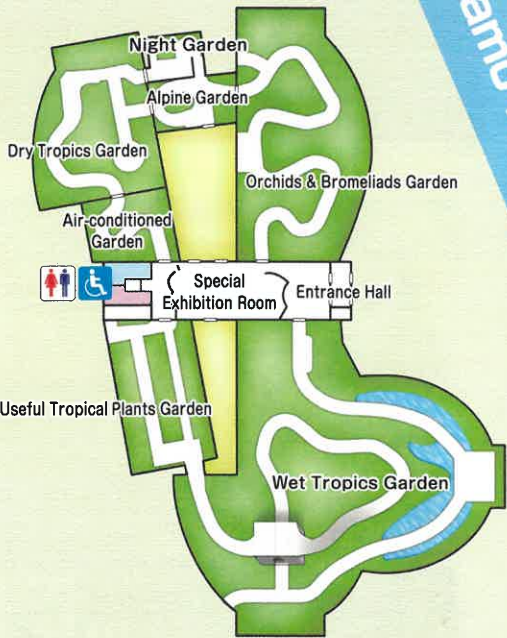 Night Garden
Alpine Garden
Dry Tropics Garden
Orchids & Bromeliads Garden
Air-conditioned
Garden
Special
Exhibition Room
Entrance Hall
Useful Tropical Plants Garden
Wet Tropics Garden